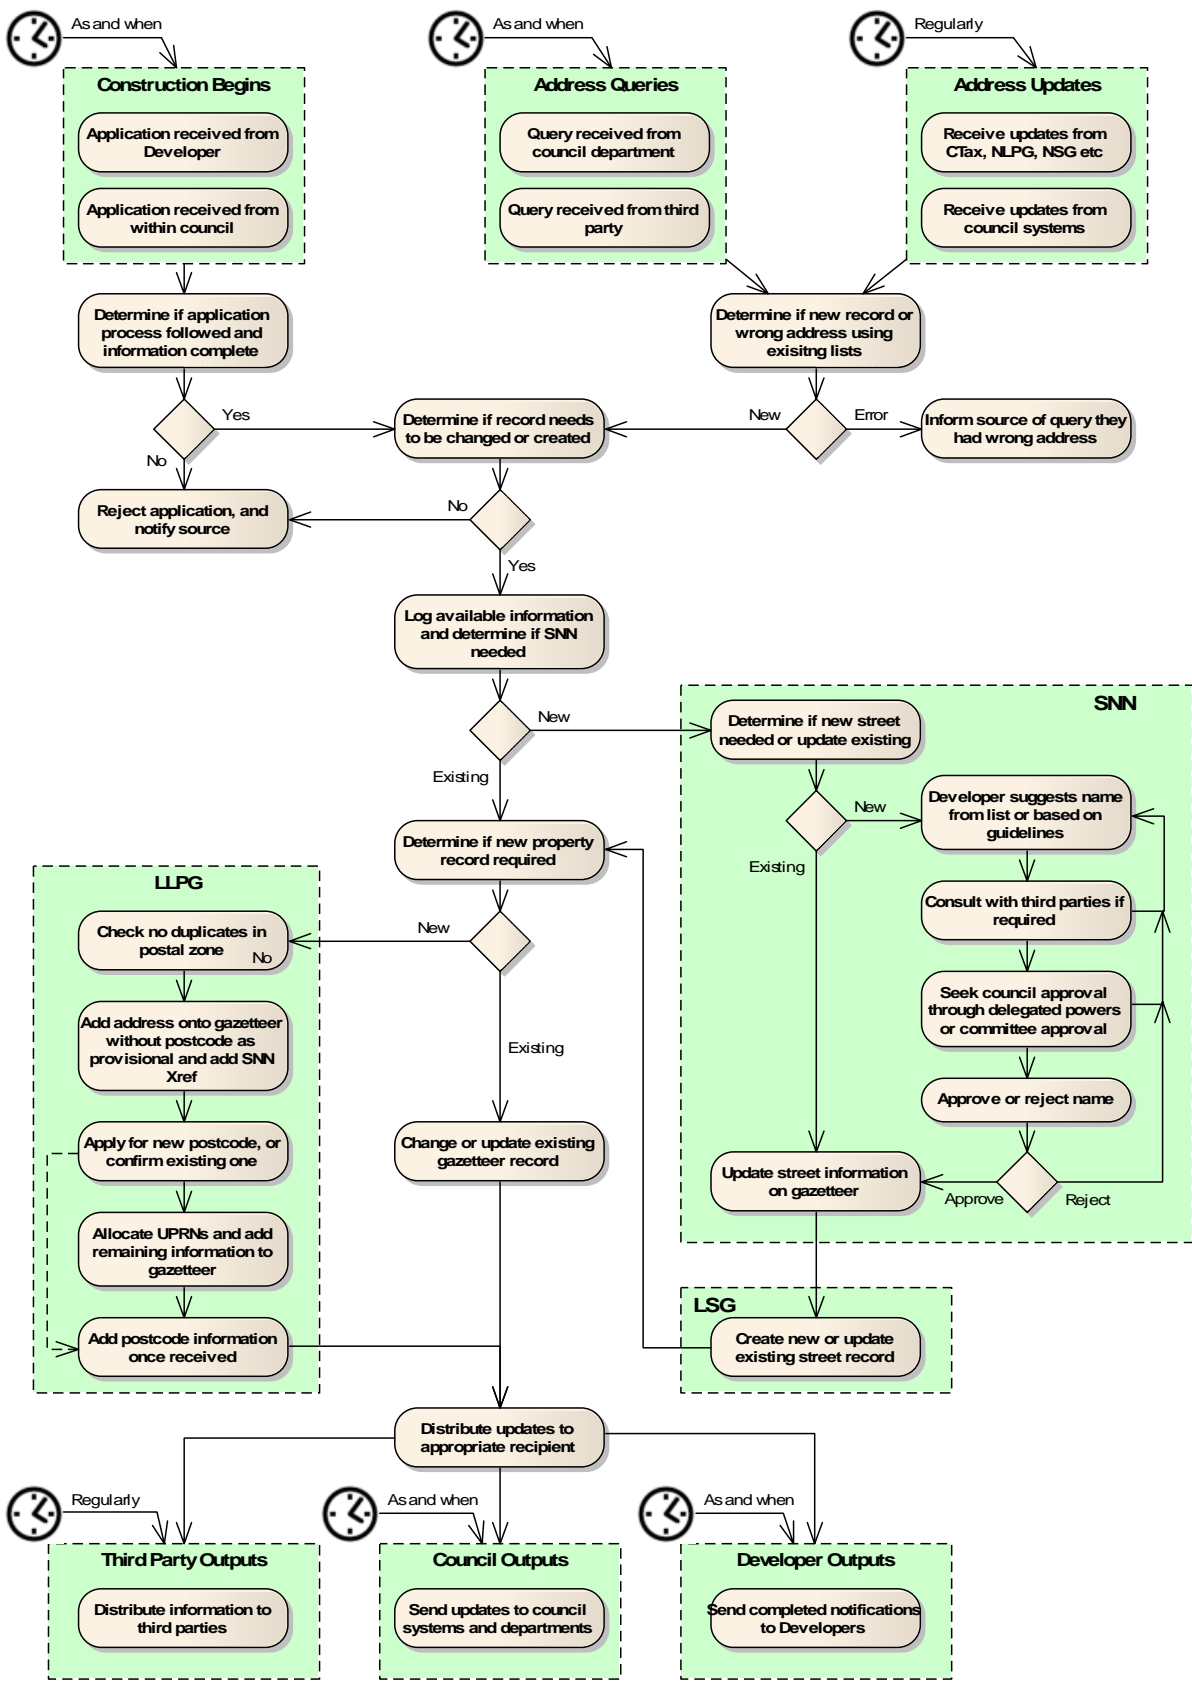 As and when
As and when
Regularly
Construction Begins
Address Queries
Address Updates
Application received from
Developer
Query received from
council department
Receive updates from
CTax, NLPG, NSG etc
Application received from
within council
Query received from third
party
Receive updates from
council systems
Determine if application
process followed and
information complete
Determine if new record or
wrong address using
exisitng lists
Yes
Determine if record needs
to be changed or created
New
Error
Inform source of query they
had wrong address
No
Reject application, and
notify source
No
Yes
Log available information
and determine if SNN
needed
SNN
New
Determine if new street
needed or update existing
Existing
New
Developer suggests name
from list or based on
guidelines
Determine if new property
record required
Existing
LLPG
Consult with third parties if
required
Check no duplicates in
postal zone
No
New
Seek council approval
through delegated powers
or committee approval
Add address onto gazetteer
without postcode as
provisional and add SNN
Xref
Existing
Approve or reject name
Apply for new postcode, or
confirm existing one
Change or update existing
gazetteer record
Update street information
on gazetteer
Approve
Reject
Allocate UPRNs and add
remaining information to
gazetteer
LSG
Add postcode information
once received
Create new or update
existing street record
Distribute updates to
appropriate recipient
Regularly
As and when
As and when
Third Party Outputs
Council Outputs
Developer Outputs
Distribute information to
third parties
Send updates to council
systems and departments
Send completed notifications
to Developers